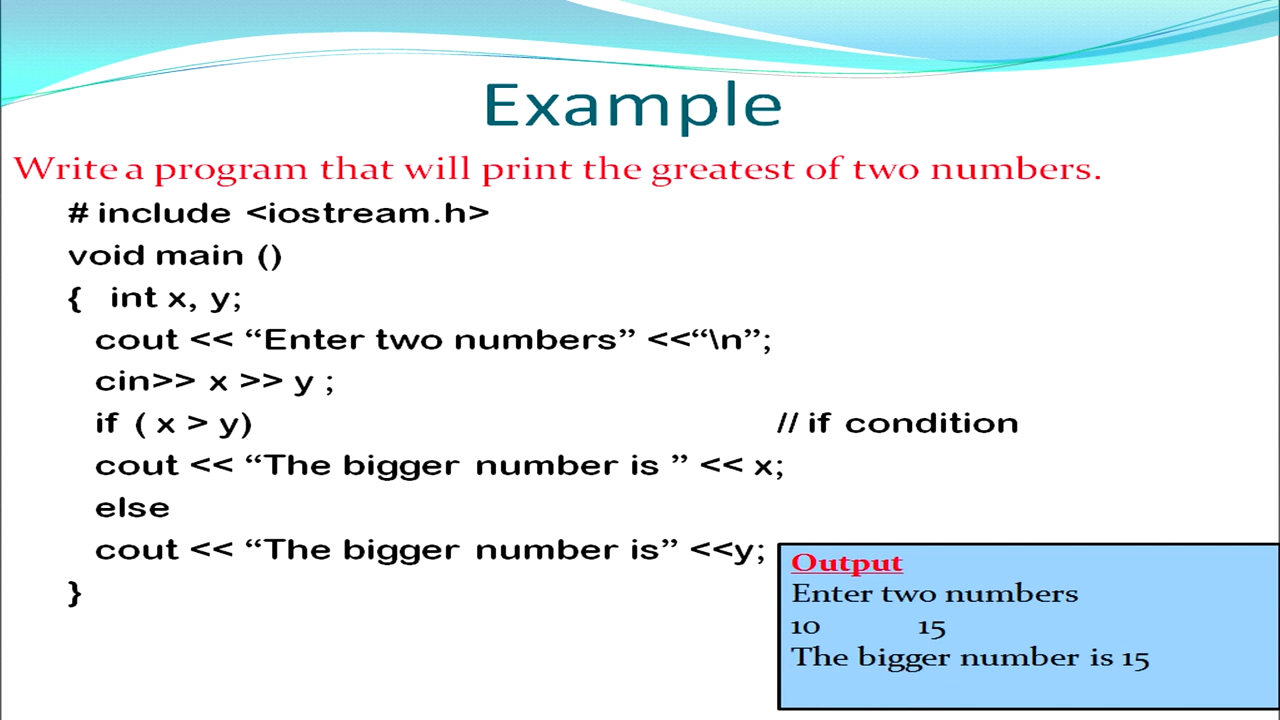 Example
Write a program that will print the greatest of two numbers.
# include <iostream.h>
void main ()
{ int x, y;
cout << “Enter two numbers” <<“\n”;
cin>> x >> y ;
if ( x > y) // if condition
cout << “The bigger number is ” << x;
else
cout << “The bigger number is” <<y;
}
Output
Enter two numbers
10 15
The bigger number is 15